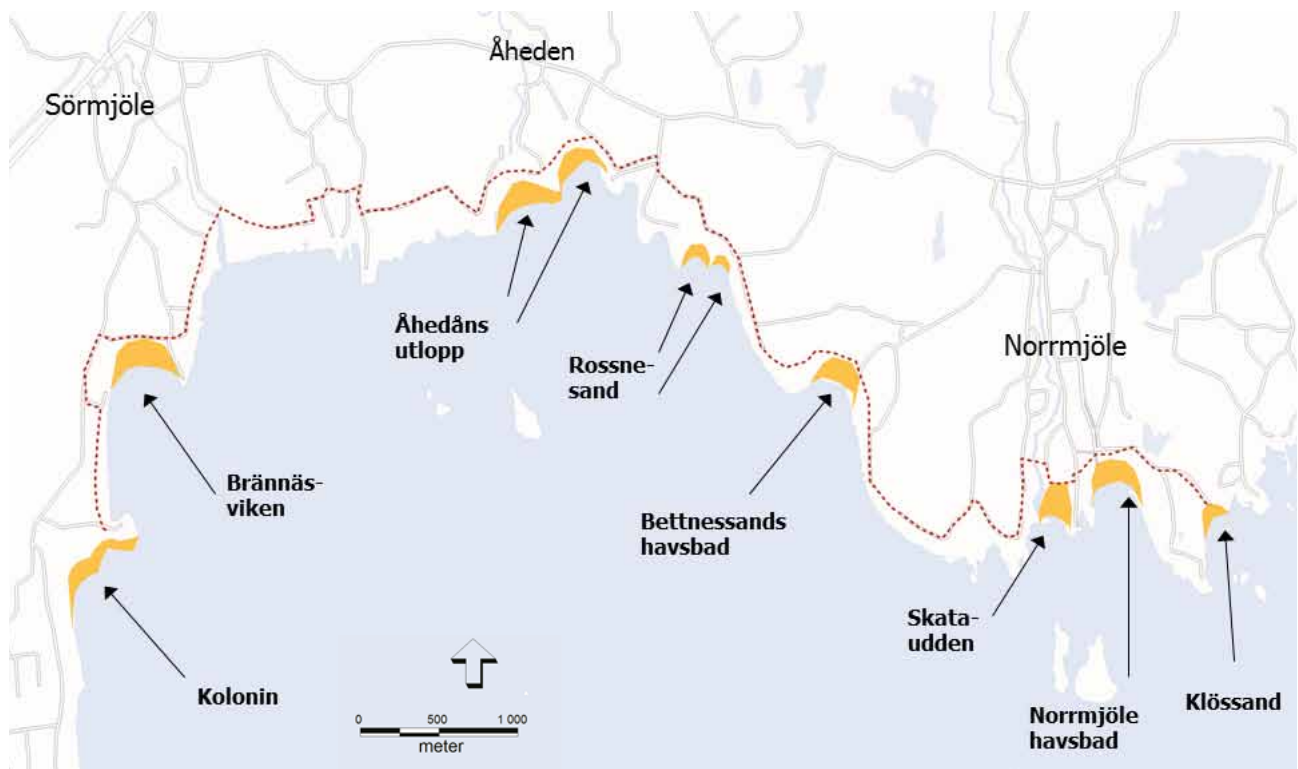 Åheden
Sörmjöle
Åhedåns
utlopp
Rossne-
sand
Norrmjöle
Brännäs-
viken
Bettnessands
havsbad
Skata-
udden
Kolonin
Klössand
Norrmjöle
havsbad
0 500 1 000
meter